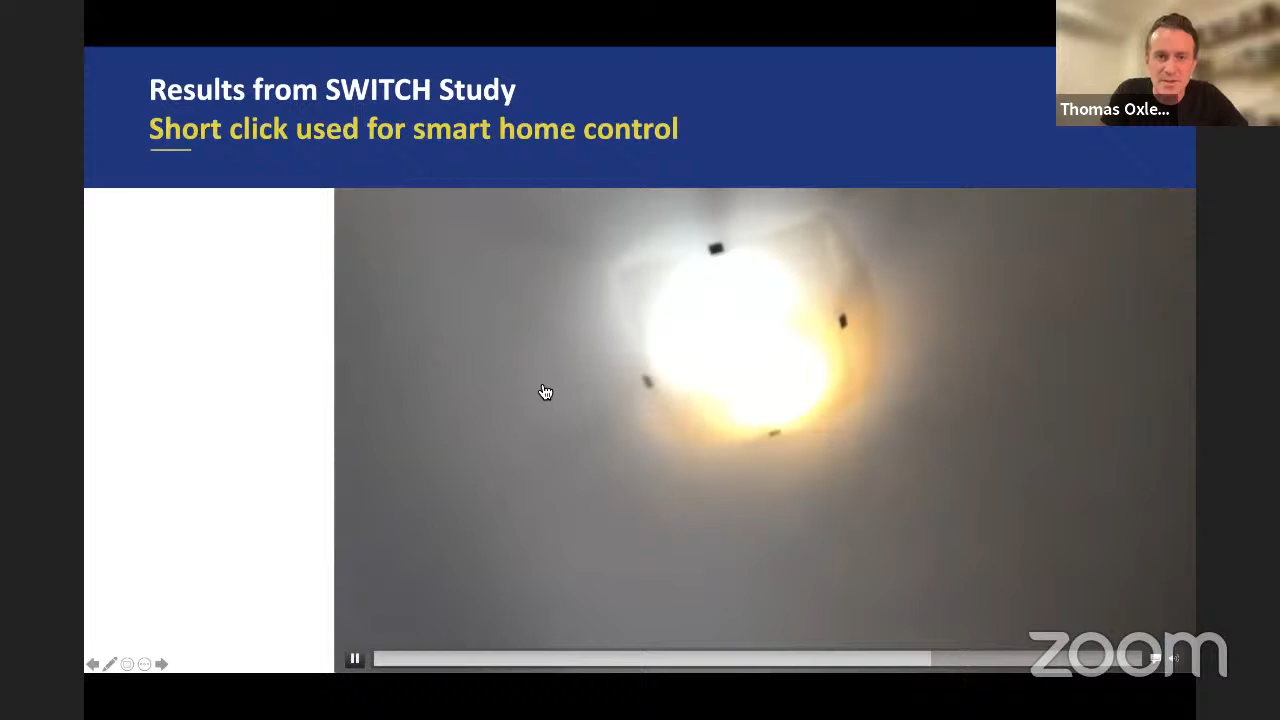 Results from SWITCH Study
Short click used for smart home control
Thomas Oxle...
zoom